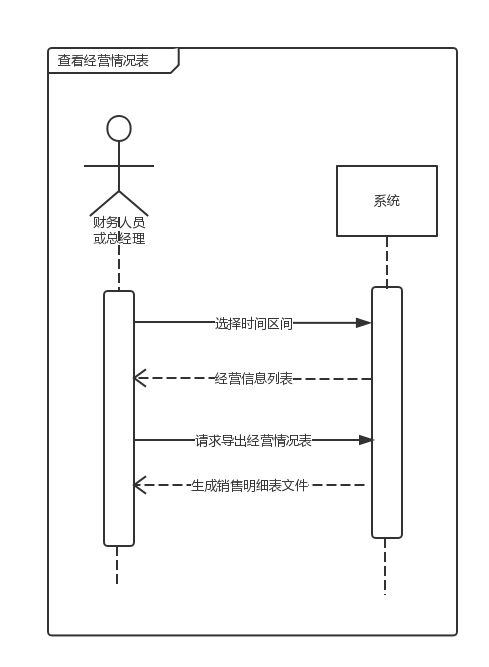 查看经营情况表
财务人员
或总经理
系统
选择时间区间
经营信息列表
请求导出经营情况表
生成销售明细表文件